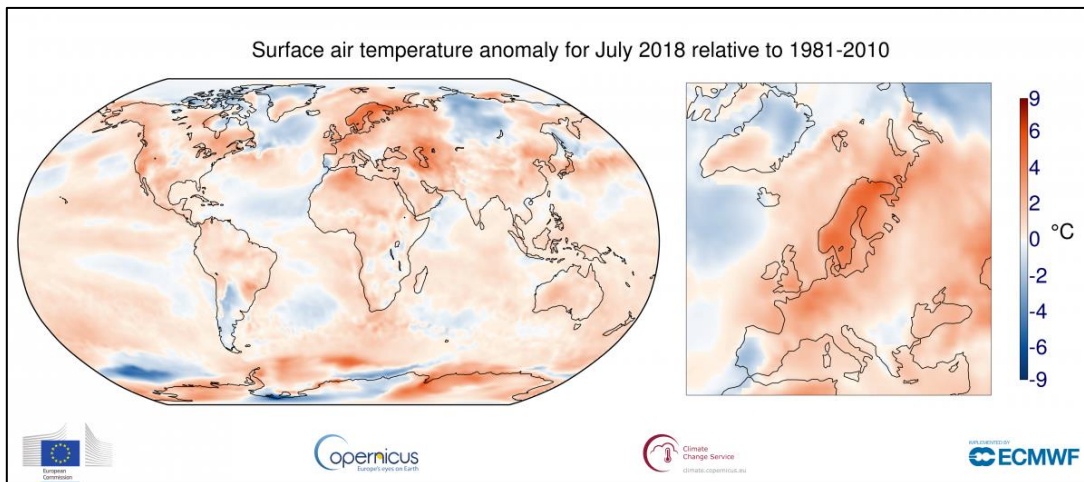 Surface air temperature anomaly for July 2018 relative to 1981-2010
9
6
4
2
0
-2
-4
-6
-9
°C
European
Commission
Copernicus
Europe's eyes on Earth
Climate
Change Service
climate.copernicus.eu
IMPLEMENTED BY
ECMWF